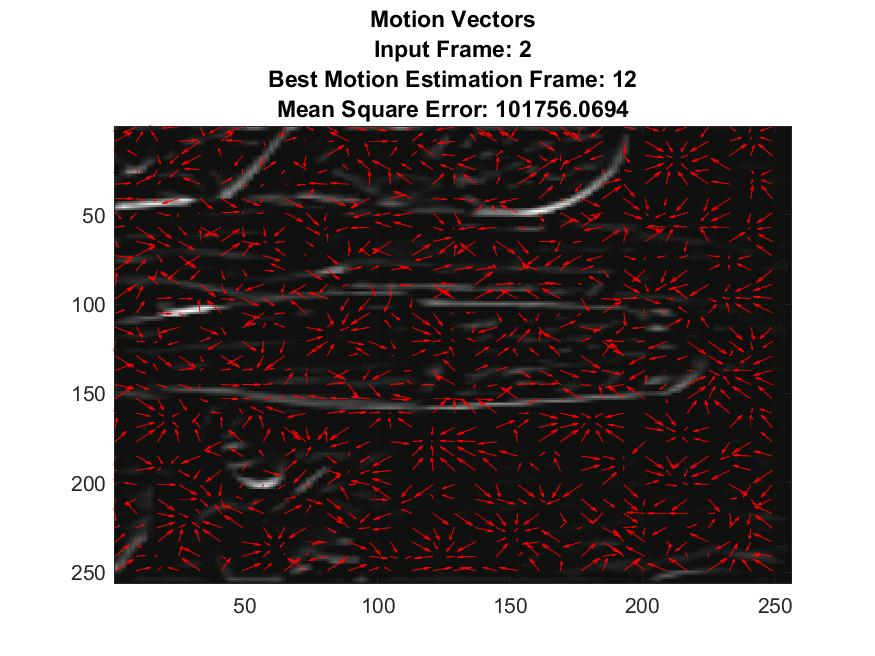 Motion Vectors
Input Frame: 2
Best Motion Estimation Frame: 12
Mean Square Error: 101756.0694
50
100
150
200
250
50
100
150
200
250